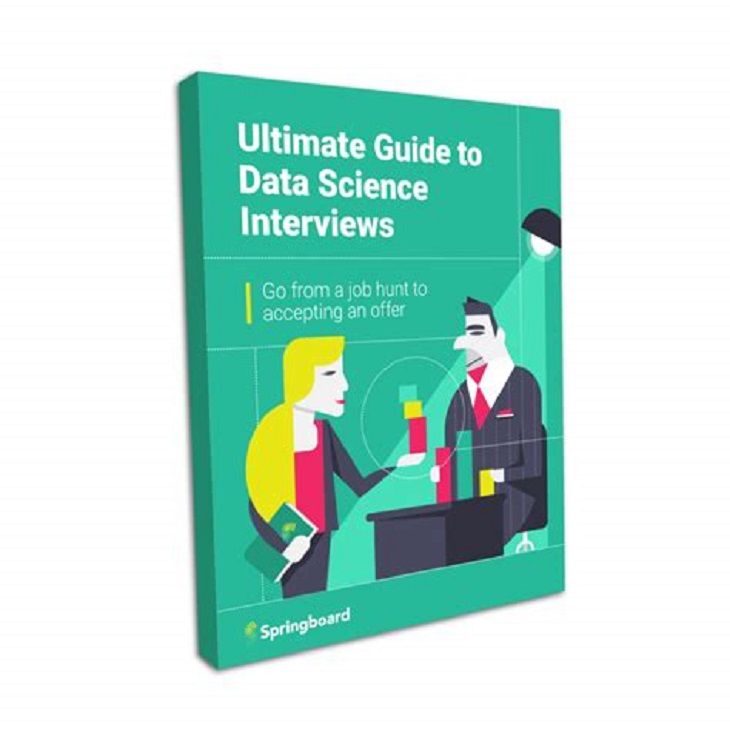 Ultimate Guide to
Data Science
Interviews
Go from a job hunt to
accepting an offer
Springboard